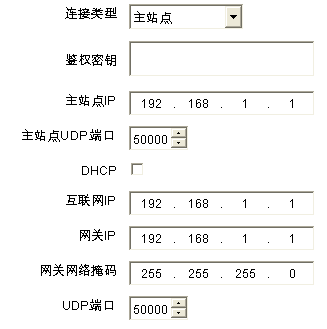 连接类型 主站点
鉴权密钥
主站点IP 192 . 168 . 1 . 1
主站点UDP端口 50000
DHCP
互联网IP 192 . 168 . 1 . 1
网关IP 192 . 168 . 1 . 1
网关网络掩码 255 . 255 . 255 . 0
UDP端口 50000